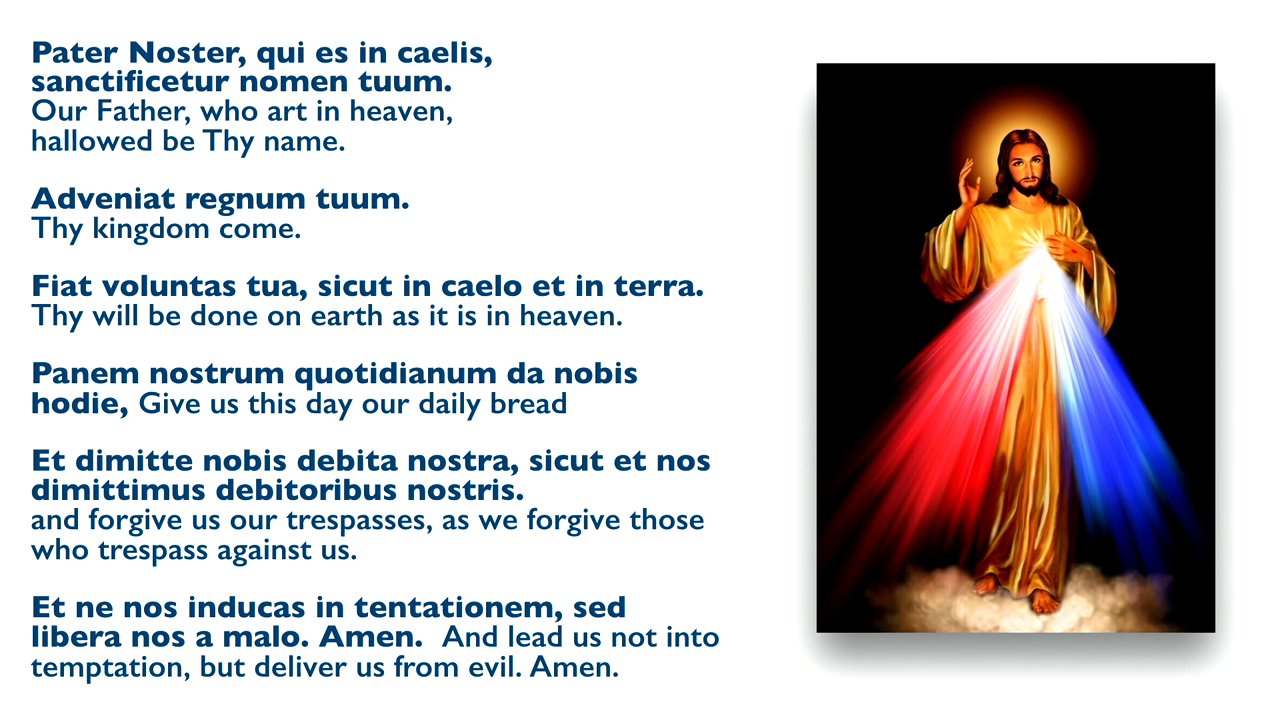 Pater Noster, qui es in caelis,
sanctificetur nomen tuum.
Our Father, who art in heaven,
hallowed be Thy name.
Adveniat regnum tuum.
Thy kingdom come.
Fiat voluntas tua, sicut in caelo et in terra.
Thy will be done on earth as it is in heaven.
Panem nostrum quotidianum da nobis
hodie, Give us this day our daily bread
Et dimitte nobis debita nostra, sicut et nos
dimittimus debitoribus nostris.
and forgive us our trespasses, as we forgive those
who trespass against us.
Et ne nos inducas in tentationem, sed
libera nos a malo. Amen.  And lead us not into
temptation, but deliver us from evil. Amen.